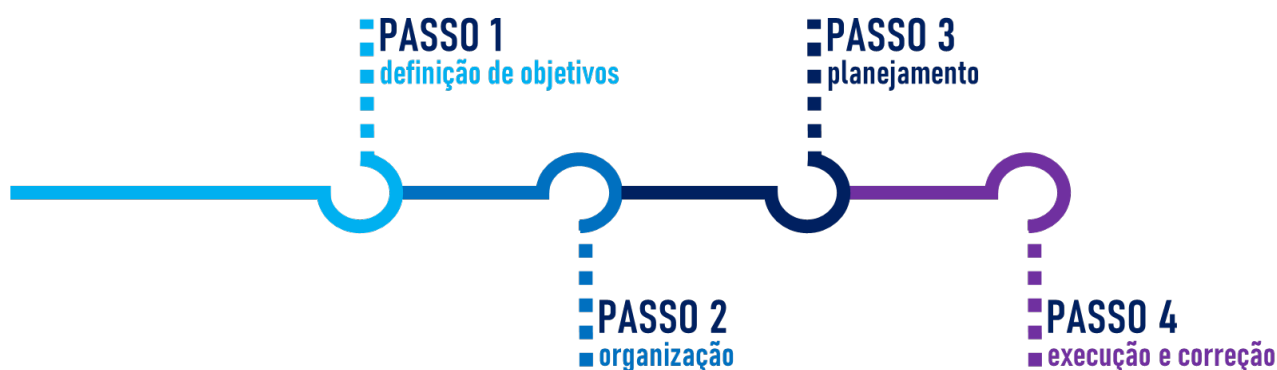 PASSO 1
definição de objetivos
PASSO 2
organização
PASSO 3
planejamento
PASSO 4
execução e correção